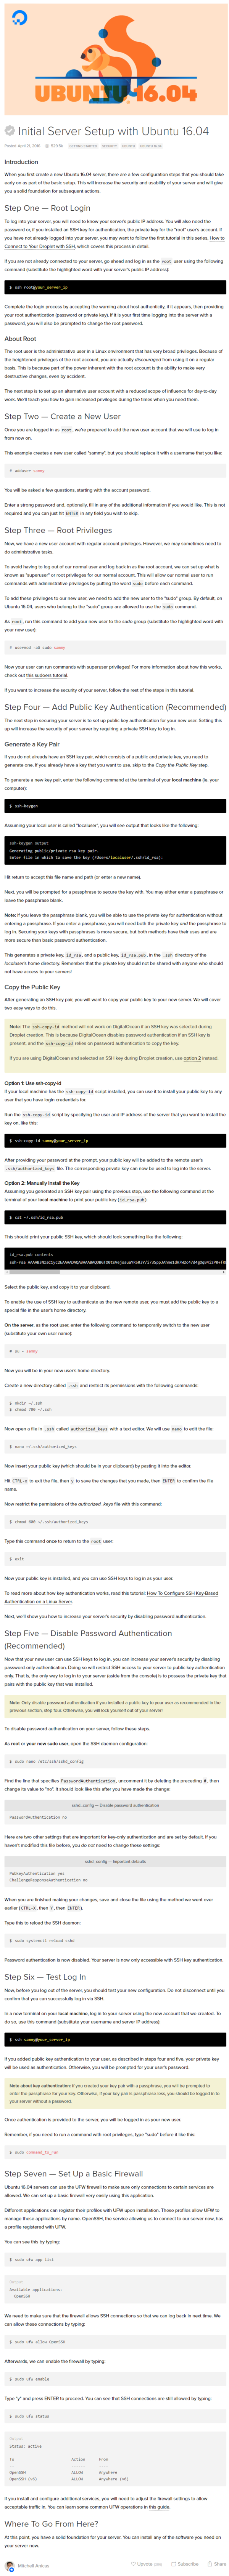 UBUNTU 16.04
Initial Server Setup with Ubuntu 16.04
Posted April 21, 2016
GETTING STARTED SECURITY UBUNTU UBUNTU 16.04
Introduction
When you first create a new Ubuntu 16.04 server, there are a few configuration steps that you should take
early on as part of the basic setup. This will increase the security and usability of your server and will give
you a solid foundation for subsequent actions.
Step One — Root Login
To log into your server, you will need to know your server's public IP address. You will also need the
password or, if you installed an SSH key for authentication, the private key for the "root" user's account. If
you have not already logged into your server, you may want to follow the first tutorial in this series, How to
Connect to Your Droplet with SSH, which covers this process in detail.
If you are not already connected to your server, go ahead and log in as the root user using the following
command (substitute the highlighted word with your server's public IP address):
$ ssh root@your_server_ip
Complete the login process by accepting the warning about host authenticity, if it appears, then providing
your root authentication (password or private key). If it is your first time logging into the server with a
password, you will also be prompted to change the root password.
About Root
The root user is the administrative user in a Linux environment that has very broad privileges. Because of
the heightened privileges of the root account, you are actually discouraged from using it on a regular
basis. This is because part of the power inherent with the root account is the ability to make very
destructive changes, even by accident.
The next step is to set up an alternative user account with a reduced scope of influence for day-to-day
work. We'll teach you how to gain increased privileges during the times when you need them.
Step Two — Create a New User
Once you are logged in as root, we're prepared to add the new user account that we will use to log in
from now on.
This example creates a new user called "sammy", but you should replace it with a username that you like:
# adduser sammy
You will be asked a few questions, starting with the account password.
Enter a strong password and, optionally, fill in any of the additional information if you would like. This is not
required and you can just hit ENTER in any field you wish to skip.
Step Three — Root Privileges
Now, we have a new user account with regular account privileges. However, we may sometimes need to
do administrative tasks.
To avoid having to log out of our normal user and log back in as the root account, we can set up what is
known as "superuser" or root privileges for our normal account. This will allow our normal user to run
commands with administrative privileges by putting the word sudo before each command.
To add these privileges to our new user, we need to add the new user to the "sudo" group. By default, on
Ubuntu 16.04, users who belong to the "sudo" group are allowed to use the sudo command.
As root, run this command to add your new user to the sudo group (substitute the highlighted word with
your new user):
# usermod -aG sudo sammy
Now your user can run commands with superuser privileges! For more information about how this works,
check out this sudoers tutorial.
If you want to increase the security of your server, follow the rest of the steps in this tutorial.
Step Four — Add Public Key Authentication (Recommended)
The next step in securing your server is to set up public key authentication for your new user. Setting this
up will increase the security of your server by requiring a private SSH key to log in.
Generate a Key Pair
If you do not already have an SSH key pair, which consists of a public and private key, you need to
generate one. If you already have a key that you want to use, skip to the Copy the Public Key step.
To generate a new key pair, enter the following command at the terminal of your local machine (ie. your
computer):
$ ssh-keygen
Assuming your local user is called "localuser", you will see output that looks like the following:
ssh-keygen output
Generating public/private rsa key pair.
Enter file in which to save the key (/Users/localuser/.ssh/id_rsa):
Hit return to accept this file name and path (or enter a new name).
Next, you will be prompted for a passphrase to secure the key with. You may either enter a passphrase or
leave the passphrase blank.
Note: If you leave the passphrase blank, you will be able to use the private key for authentication without
entering a passphrase. If you enter a passphrase, you will need both the private key and the passphrase to
log in. Securing your keys with passphrases is more secure, but both methods have their uses and are
more secure than basic password authentication.
This generates a private key, id_rsa, and a public key, id_rsa.pub, in the .ssh directory of the
localuser's home directory. Remember that the private key should not be shared with anyone who should
not have access to your servers!
Copy the Public Key
After generating an SSH key pair, you will want to copy your public key to your new server. We will cover
two easy ways to do this.
Note: The ssh-copy-id method will not work on DigitalOcean if an SSH key was selected during
Droplet creation. This is because DigitalOcean disables password authentication if an SSH key is
present, and the ssh-copy-id relies on password authentication to copy the key.
If you are using DigitalOcean and selected an SSH key during Droplet creation, use option 2 instead.
Option 1: Use ssh-copy-id
If your local machine has the ssh-copy-id script installed, you can use it to install your public key to any
user that you have login credentials for.
Run the ssh-copy-id script by specifying the user and IP address of the server that you want to install the
key on, like this:
$ ssh-copy-id sammy@your_server_ip
After providing your password at the prompt, your public key will be added to the remote user's
.ssh/authorized_keys file. The corresponding private key can now be used to log into the server.
Option 2: Manually Install the Key
Assuming you generated an SSH key pair using the previous step, use the following command at the
terminal of your local machine to print your public key (id_rsa.pub):
$ cat ~/.ssh/id_rsa.pub
This should print your public SSH key, which should look something like the following:
id_rsa.pub contents
Select the public key, and copy it to your clipboard.
To enable the use of SSH key to authenticate as the new remote user, you must add the public key to a
special file in the user's home directory.
On the server, as the root user, enter the following command to temporarily switch to the new user
(substitute your own user name):
# su - sammy
Now you will be in your new user's home directory.
Create a new directory called .ssh and restrict its permissions with the following commands:
$ mkdir ~/.ssh
$ chmod 700 ~/.ssh
Now open a file in .ssh called authorized_keys with a text editor. We will use nano to edit the file:
$ nano ~/.ssh/authorized_keys
Now insert your public key (which should be in your clipboard) by pasting it into the editor.
Hit CTRL-x to exit the file, then y to save the changes that you made, then ENTER to confirm the file
name.
Now restrict the permissions of the authorized_keys file with this command:
$ chmod 600 ~/.ssh/authorized_keys
Type this command once to return to the root user:
$ exit
Now your public key is installed, and you can use SSH keys to log in as your user.
To read more about how key authentication works, read this tutorial: How To Configure SSH Key-Based
Authentication on a Linux Server.
Next, we'll show you how to increase your server's security by disabling password authentication.
Step Five — Disable Password Authentication
(Recommended)
Now that your new user can use SSH keys to log in, you can increase your server's security by disabling
password-only authentication. Doing so will restrict SSH access to your server to public key authentication
only. That is, the only way to log in to your server (aside from the console) is to possess the private key that
pairs with the public key that was installed.
Note: Only disable password authentication if you installed a public key to your user as recommended in the
previous section, step four. Otherwise, you will lock yourself out of your server!
To disable password authentication on your server, follow these steps.
As root or your new sudo user, open the SSH daemon configuration:
$ sudo nano /etc/ssh/sshd_config
Find the line that specifies PasswordAuthentication, uncomment it by deleting the preceding #, then
change its value to "no". It should look like this after you have made the change:
sshd_config — Disable password authentication
PasswordAuthentication no
Here are two other settings that are important for key-only authentication and are set by default. If you
haven't modified this file before, you do not need to change these settings:
sshd_config — Important defaults
PubkeyAuthentication yes
ChallengeResponseAuthentication no
When you are finished making your changes, save and close the file using the method we went over
earlier (CTRL-X, then Y, then ENTER).
Type this to reload the SSH daemon:
$ sudo systemctl reload sshd
Password authentication is now disabled. Your server is now only accessible with SSH key authentication.
Step Six — Test Log In
Now, before you log out of the server, you should test your new configuration. Do not disconnect until you
confirm that you can successfully log in via SSH.
In a new terminal on your local machine, log in to your server using the new account that we created. To
do so, use this command (substitute your username and server IP address):
$ ssh sammy@your_server_ip
If you added public key authentication to your user, as described in steps four and five, your private key
will be used as authentication. Otherwise, you will be prompted for your user's password.
Note about key authentication: If you created your key pair with a passphrase, you will be prompted to
enter the passphrase for your key. Otherwise, if your key pair is passphrase-less, you should be logged in to
your server without a password.
Once authentication is provided to the server, you will be logged in as your new user.
Remember, if you need to run a command with root privileges, type "sudo" before it like this:
$ sudo command_to_run
Step Seven — Set Up a Basic Firewall
Ubuntu 16.04 servers can use the UFW firewall to make sure only connections to certain services are
allowed. We can set up a basic firewall very easily using this application.
Different applications can register their profiles with UFW upon installation. These profiles allow UFW to
manage these applications by name. OpenSSH, the service allowing us to connect to our server now, has
a profile registered with UFW.
You can see this by typing:
$ sudo ufw app list
Output
Available applications:
OpenSSH
We need to make sure that the firewall allows SSH connections so that we can log back in next time. We
can allow these connections by typing:
$ sudo ufw allow OpenSSH
Afterwards, we can enable the firewall by typing:
$ sudo ufw enable
Type "y" and press ENTER to proceed. You can see that SSH connections are still allowed by typing:
$ sudo ufw status
Output
Status: active
To Action From
-- ------ ----
OpenSSH ALLOW Anywhere
OpenSSH (v6) ALLOW Anywhere (v6)
If you install and configure additional services, you will need to adjust the firewall settings to allow
acceptable traffic in. You can learn some common UFW operations in this guide.
Where To Go From Here?
At this point, you have a solid foundation for your server. You can install any of the software you need on
your server now.
Mitchell Anicas
Upvote
Subscribe
Share